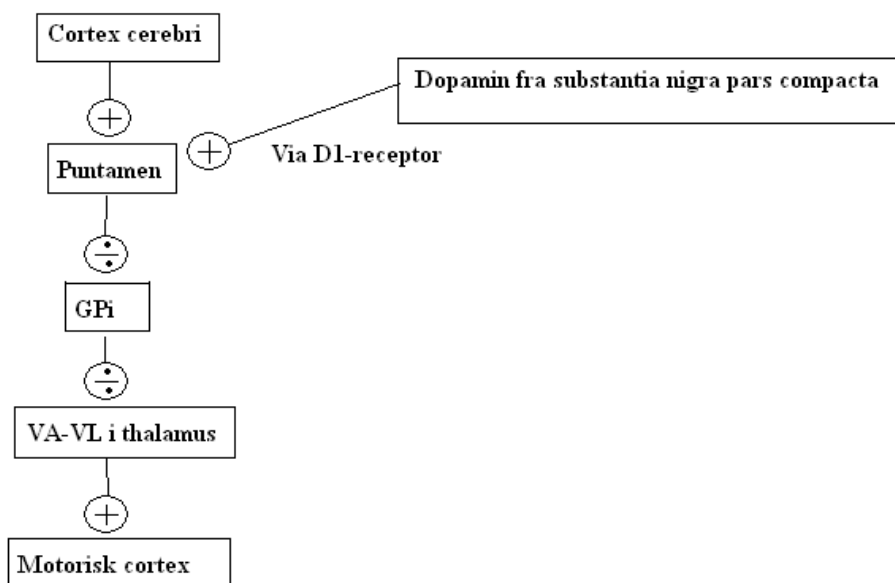 Cortex cerebri
Dopamin fra substantia nigra pars compacta
+
+
Via D1-receptor
Puntamen
÷
GPi
÷
VA-VL i thalamus
+
Motorisk cortex